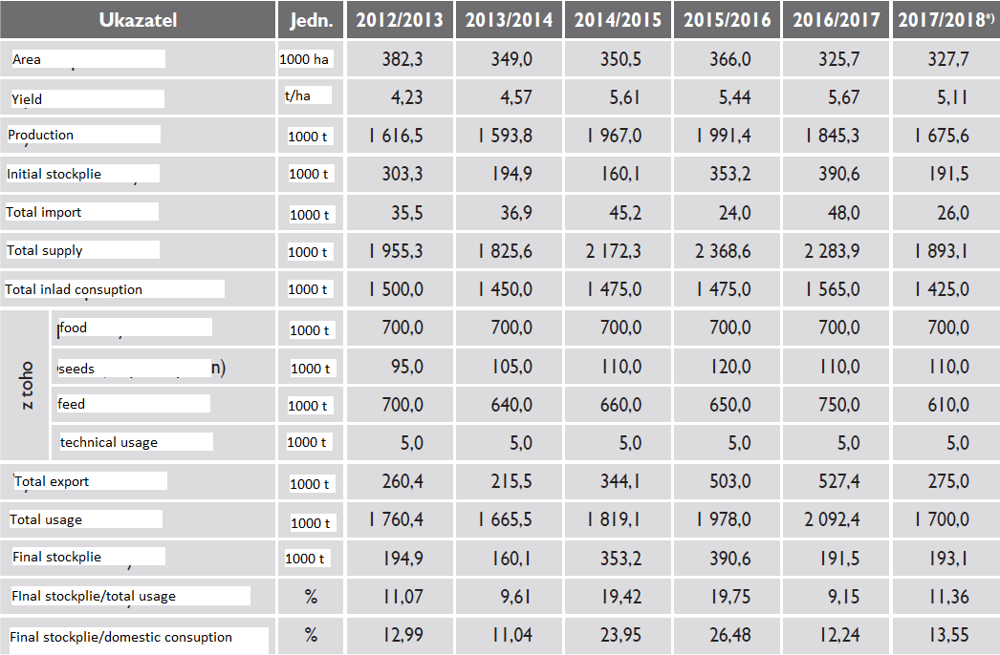 Ukazatel Jedn. 2012/2013 2013/2014 2014/2015 2015/2016 2016/2017 2017/2018*)
Area 1000 ha 382,3 349,0 350,5 366,0 325,7 327,7
Yield t/ha 4,23 4,57 5,61 5,44 5,67 5,11
Production 1000 t 1 616,5 1 593,8 1 967,0 1 991,4 1 845,3 1 675,6
Initial stockplie 1000 t 303,3 194,9 160,1 353,2 390,6 191,5
Total import 1000 t 35,5 36,9 45,2 24,0 48,0 26,0
Total supply 1000 t 1 955,3 1 825,6 2 172,3 2 368,6 2 283,9 1 893,1
Total inlad consuption 1000 t 1 500,0 1 450,0 1 475,0 1 475,0 1 565,0 1 425,0
z toho
food 1000 t 700,0 700,0 700,0 700,0 700,0 700,0
seeds n) 1000 t 95,0 105,0 110,0 120,0 110,0 110,0
feed 1000 t 700,0 640,0 660,0 650,0 750,0 610,0
technical usage 1000 t 5,0 5,0 5,0 5,0 5,0 5,0
Total export 1000 t 260,4 215,5 344,1 503,0 527,4 275,0
Total usage 1000 t 1 760,4 1 665,5 1 819,1 1 978,0 2 092,4 1 700,0
Final stockplie 1000 t 194,9 160,1 353,2 390,6 191,5 193,1
FInal stockplie/total usage % 11,07 9,61 19,42 19,75 9,15 11,36
Final stockplie/domestic consuption % 12,99 11,04 23,95 26,48 12,24 13,55